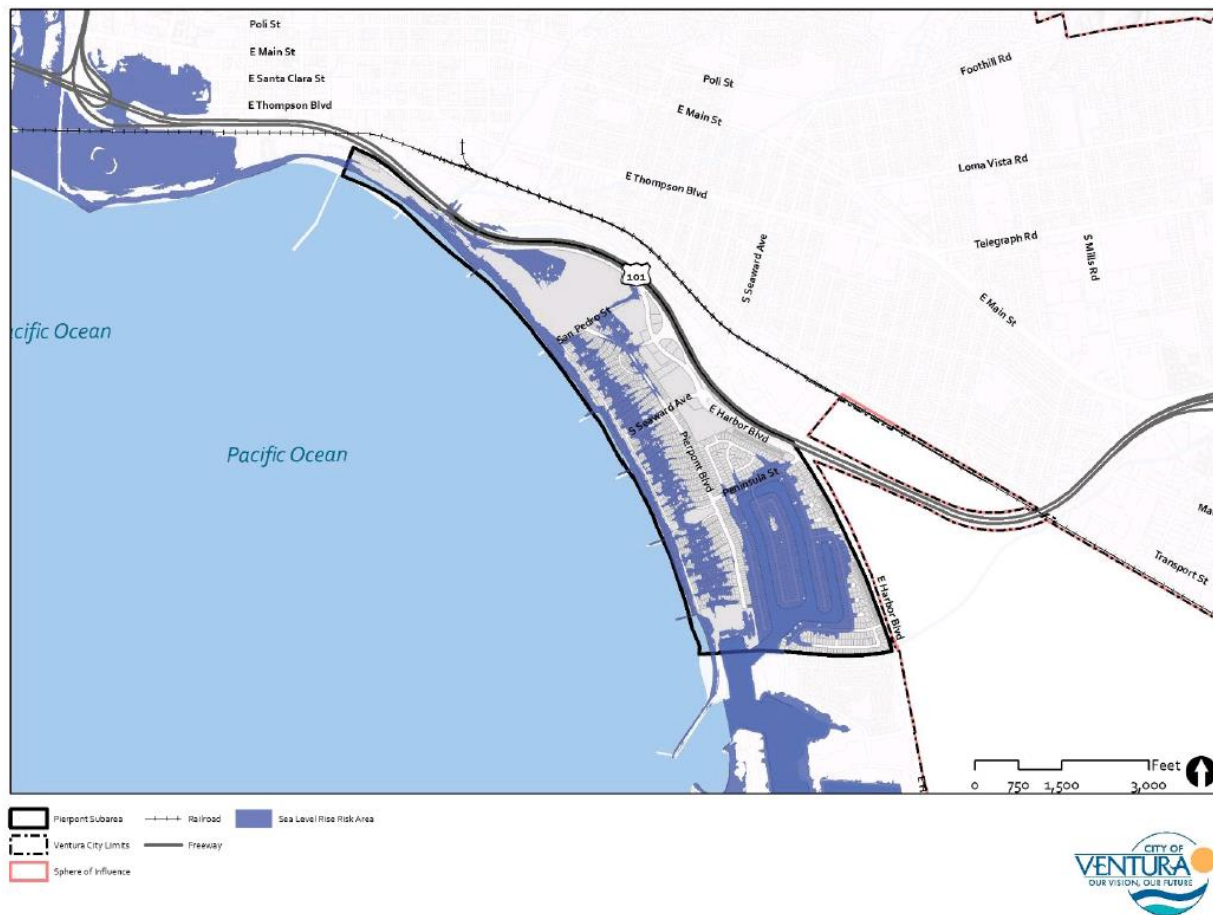 Poli St
E Main St
E Santa Clara St
E Thompson Blvd
Poli St
E Main St
Foothill Rd
Loma Vista Rd
E Thompson Blvd
Telegraph Rd
S Mills Rd
S Seaward Ave
E Main St
101
cific Ocean
San Pedro St
S Seaward Ave
E Harbor Blvd
Pierpont Blvd
Pacific Ocean
Peninsula St
Ma
Transport St
E Harbor Blvd
E H
Feet
0 750 1,500 3,000
Pierpont Subarea
Railroad
Sea Level Rise Risk Area
Ventura City Limits
Freeway
Sphere of Influence
CITY OF
VENTURA
OUR VISION, OUR FUTURE